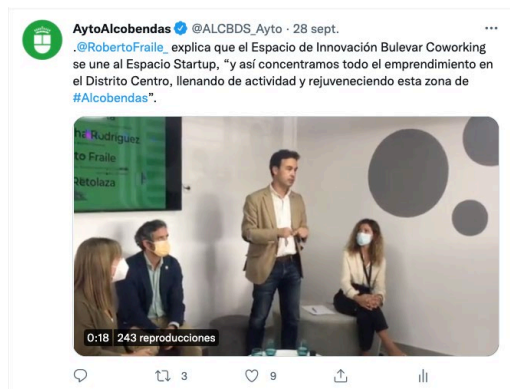 AytoAlcobendas @ALCBDS_Ayto · 28 sept.
.@RobertoFraile_ explica que el Espacio de Innovación Bulevar Coworking
se une al Espacio Startup, “y así concentramos todo el emprendimiento en
el Distrito Centro, llenando de actividad y rejuveneciendo esta zona de
#Alcobendas”.
Rodríguez
to Fraile
Retolaza
0:18 243 reproducciones
3 9